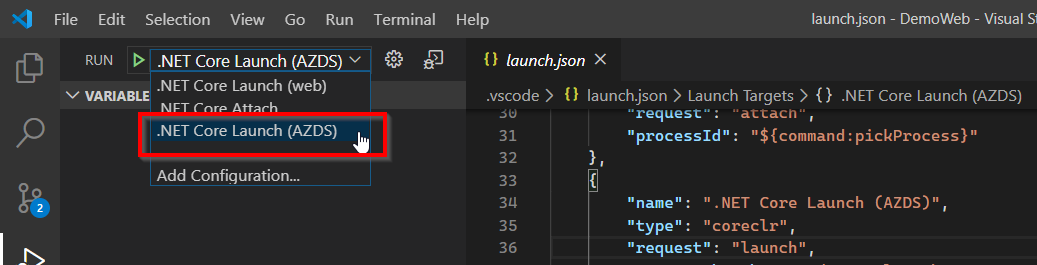 File Edit Selection View Go Run Terminal Help launch.json - DemoWeb - Visual St
RUN .NET Core Launch (AZDS)
.NET Core Launch (web)
.NET Core Attach
.NET Core Launch (AZDS)
Add Configuration...
VARIABLE
2
launch.json
.vscode > launch.json > Launch Targets > {} .NET Core Launch (AZDS)
30 "request": "attach",
31 "processId": "${command:pickProcess}"
32 },
33 {
34 "name": ".NET Core Launch (AZDS)",
35 "type": "coreclr",
36 "request": "launch",